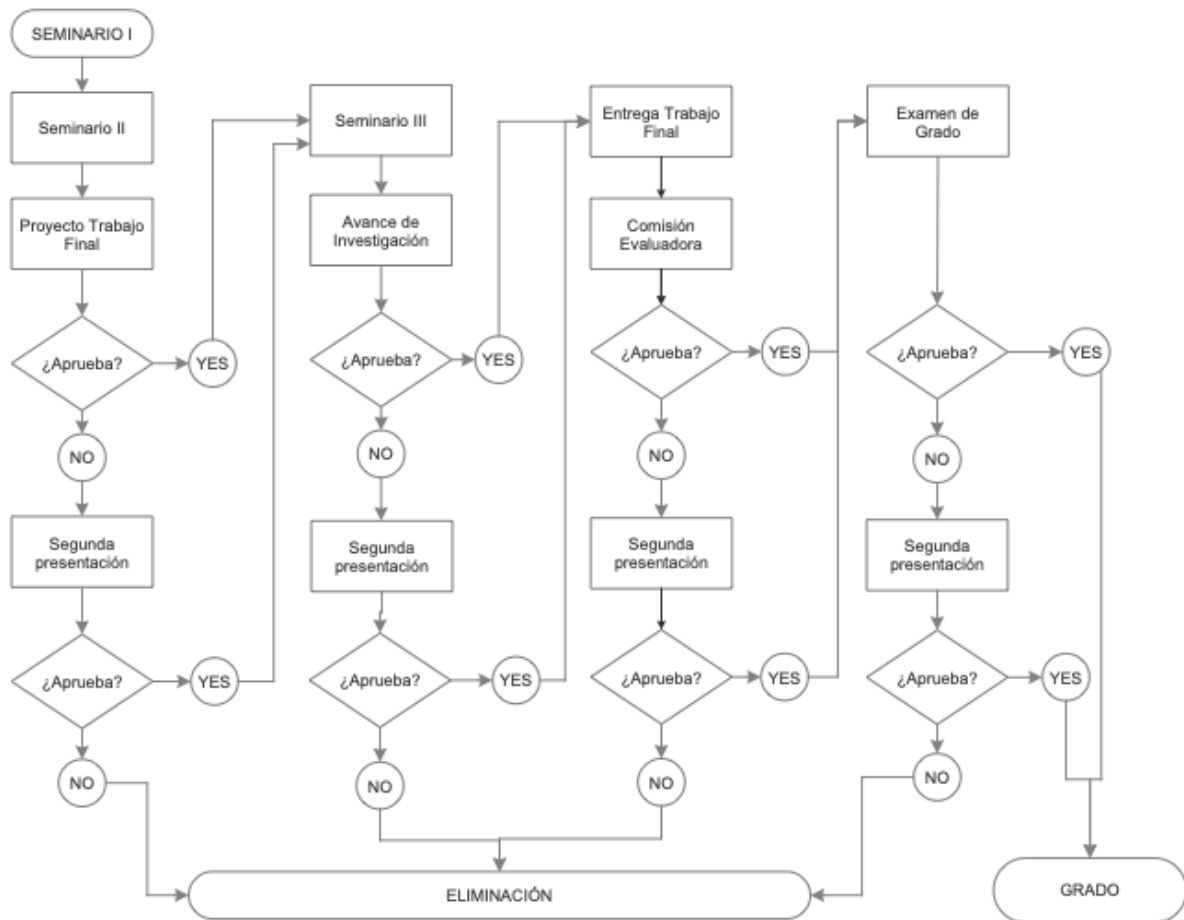 SEMINARIO I
Seminario II
Proyecto Trabajo
Final
¿Aprueba?
YES
NO
Segunda
presentación
¿Aprueba?
YES
NO
Seminario III
Avance de
Investigación
¿Aprueba?
YES
NO
Segunda
presentación
¿Aprueba?
YES
NO
Entrega Trabajo
Final
Comisión
Evaluadora
¿Aprueba?
YES
NO
Segunda
presentación
¿Aprueba?
YES
NO
Examen de
Grado
¿Aprueba?
YES
NO
Segunda
presentación
¿Aprueba?
YES
NO
ELIMINACIÓN
GRADO